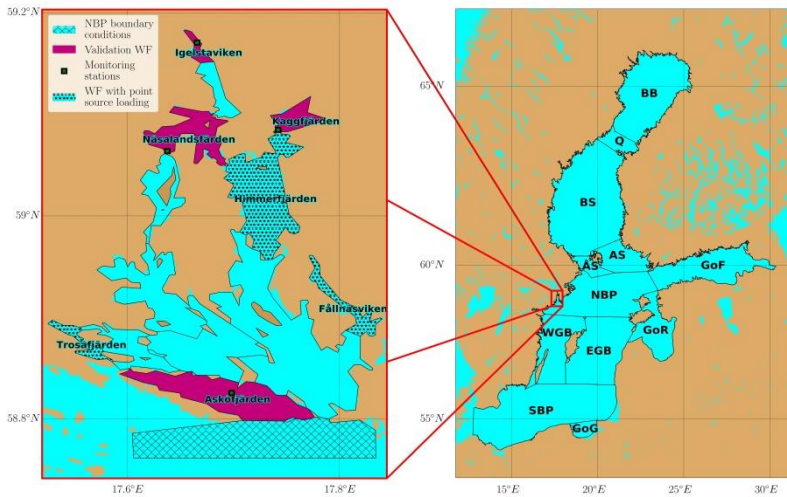 59.2°N
NBP boundary
conditions
Validation WF
Monitoring
stations
WF with point
source loading
Igelstaviken
Kaggfjärden
Näsalandsfärden
59°N
Himmerfjärden
Fållnäsviken
Trosafjärden
Asköfjärden
58.8°N
17.6°E
17.8°E
65°N
BB
Q
BS
60°N
AS
AS
GoF
NBP
WGB
GoR
EGB
55°N
SBP
GoG
15°E
20°E
25°E
30°E